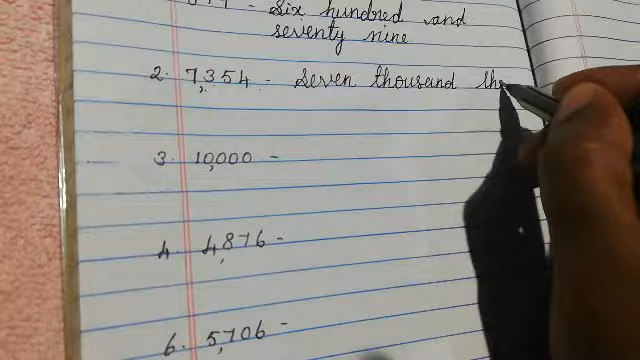 - Six hundred and
seventy nine
2. 7,354 - Seven thousand th
3. 10,000 -
4. 4,876 -
6. 5,706 -